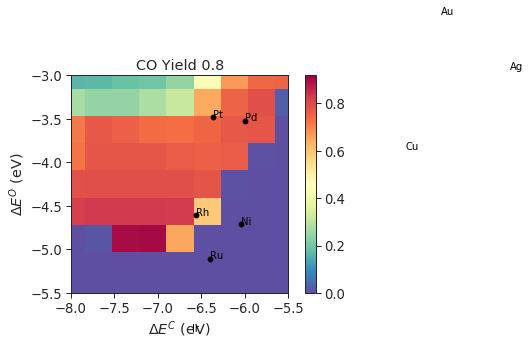 Au
CO Yield 0.8
Ag
−3.0
−3.5
−4.0
−4.5
−5.0
−5.5
ΔE^O (eV)
Pt
Pd
Cu
Rh
Ni
Ru
0.8
0.6
0.4
0.2
0.0
−8.0 −7.5 −7.0 −6.5 −6.0 −5.5
ΔE^C (eV)
Ir